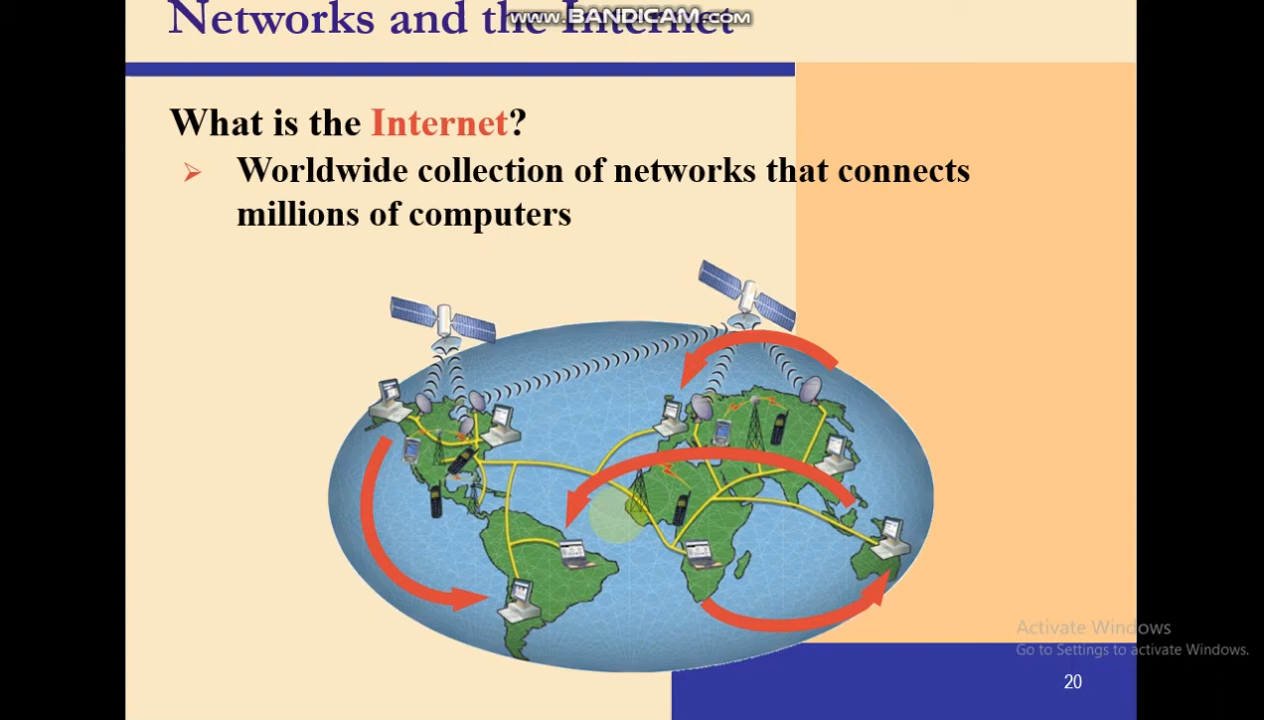 www.BANDICAM.com
Networks and the Internet
What is the Internet?
Worldwide collection of networks that connects
millions of computers
Activate Windows
Go to Settings to activate Windows.
20